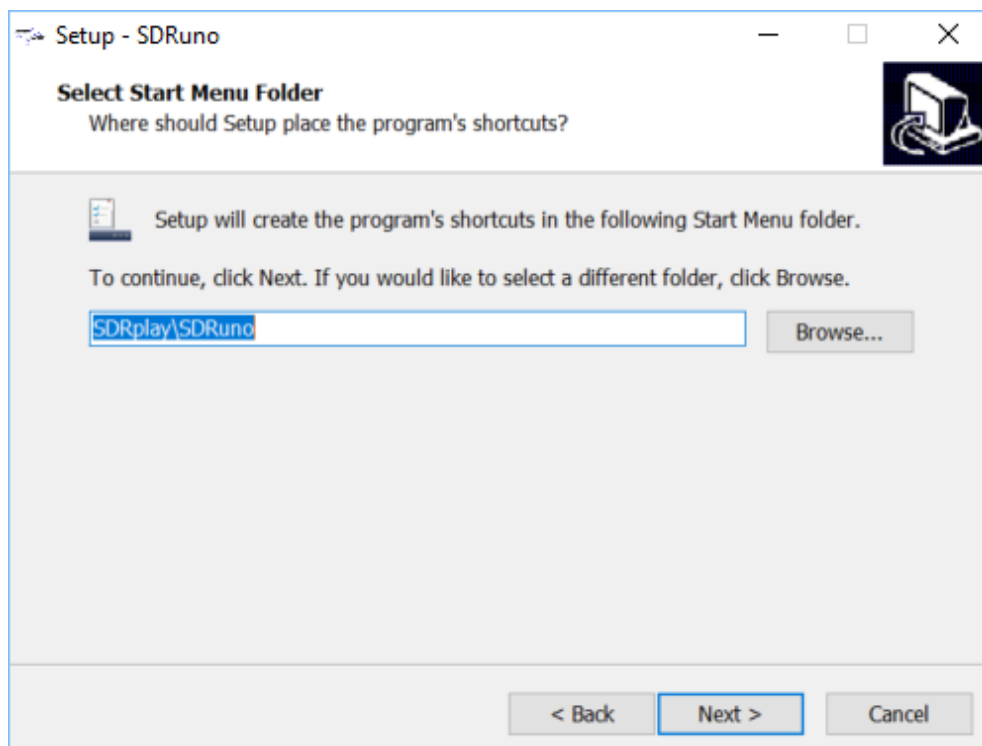 Setup - SDRuno
Select Start Menu Folder
Where should Setup place the program's shortcuts?
Setup will create the program's shortcuts in the following Start Menu folder.
To continue, click Next. If you would like to select a different folder, click Browse.
SDRplay\SDRuno
Browse...
< Back
Next >
Cancel